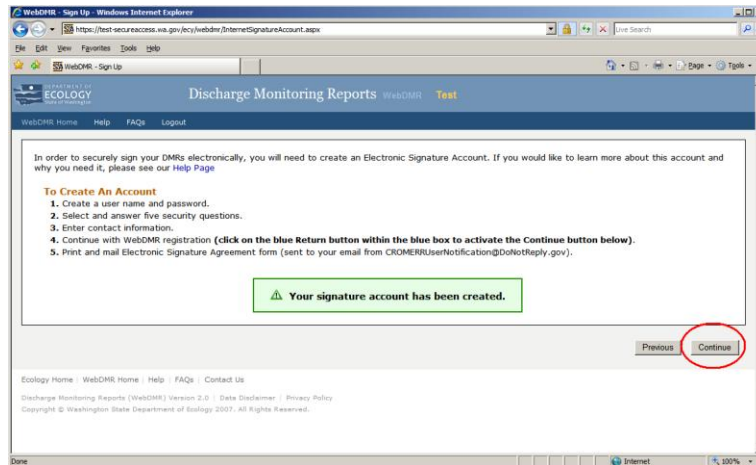 WebDMR - Sign Up - Windows Internet Explorer
https://test-secureaccess.wa.gov/ecy/webdmr/InternetSignatureAccount.aspx
Live Search
File Edit View Favorites Tools Help
WebDMR - Sign Up
Page Tools
DEPARTMENT OF
ECOLOGY
State of Washington
Discharge Monitoring Reports WebDMR Test
WebDMR Home Help FAQs Logout
In order to securely sign your DMRs electronically, you will need to create an Electronic Signature Account. If you would like to learn more about this account and
why you need it, please see our Help Page
To Create An Account
1. Create a user name and password.
2. Select and answer five security questions.
3. Enter contact information.
4. Continue with WebDMR registration (click on the blue Return button within the blue box to activate the Continue button below).
5. Print and mail Electronic Signature Agreement form (sent to your email from CROMERRUserNotification@DoNotReply.gov).
Your signature account has been created.
Previous Continue
Ecology Home | WebDMR Home | Help | FAQs | Contact Us
Discharge Monitoring Reports (WebDMR) Version 2.0 | Data Disclaimer | Privacy Policy
Copyright © Washington State Department of Ecology 2007. All Rights Reserved.
Done Internet 100%